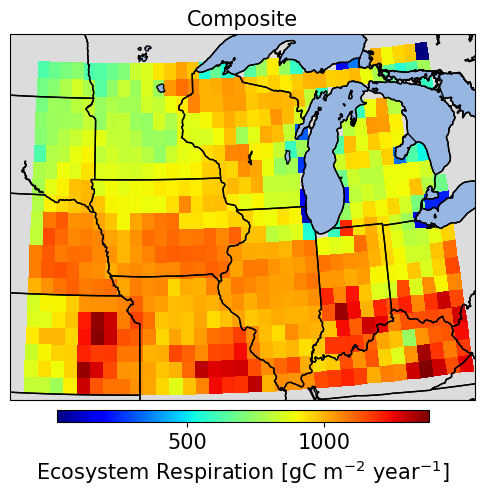 Composite
500 1000
Ecosystem Respiration [gC m⁻² year⁻¹]